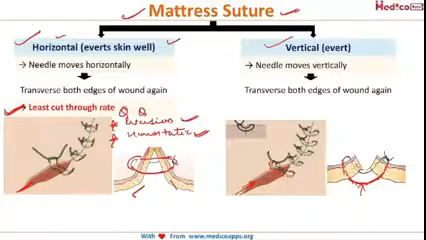 Mattress Suture
Medico Apps
Horizontal (everts skin well)
Vertical (evert)
→ Needle moves horizontally
→ Needle moves vertically
Transverse both edges of wound again
Transverse both edges of wound again
→ Least cut through rate
Hemostatic
With ❤ From www.medicoapps.org